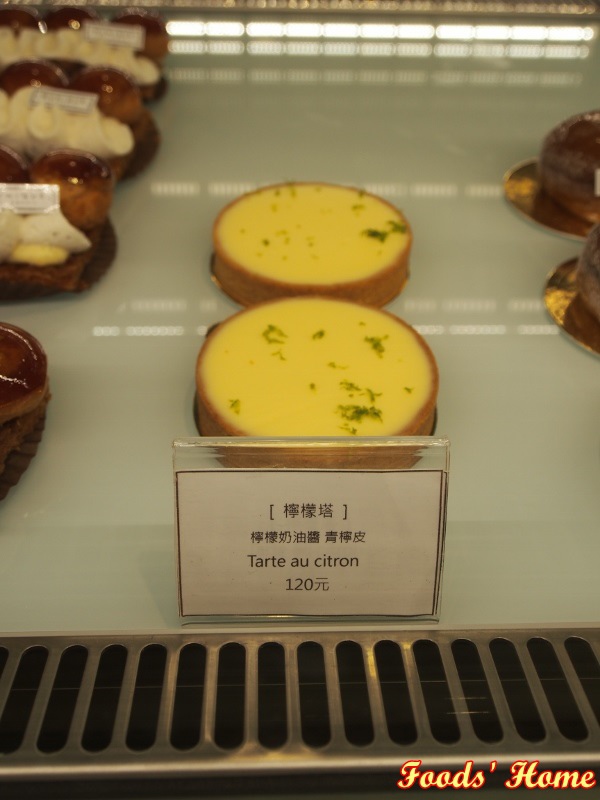 [ 檸檬塔 ]
檸檬奶油醬 青檸皮
Tarte au citron
120元
Foods' Home